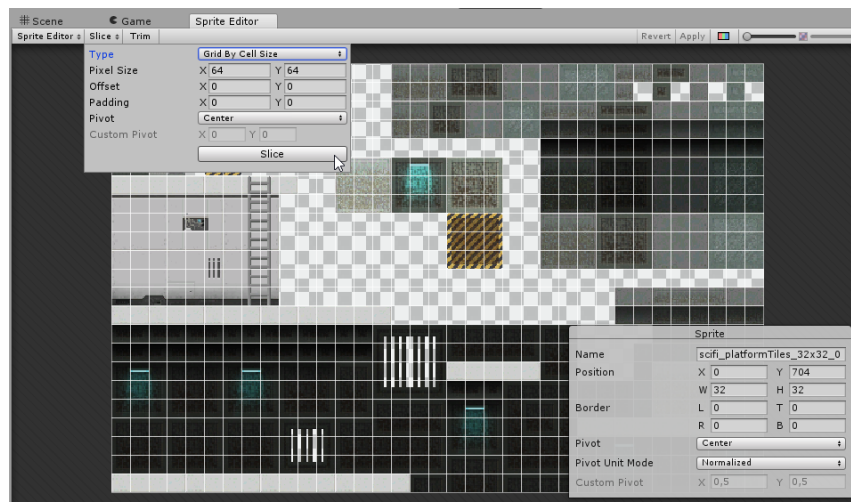 Scene Game Sprite Editor
Sprite Editor Slice Trim Revert Apply
Type Grid By Cell Size
Pixel Size X 64 Y 64
Offset X 0 Y 0
Padding X 0 Y 0
Pivot Center
Custom Pivot X 0 Y 0
Slice
Sprite
Name scifi_platformTiles_32x32_0
Position X 0 Y 704
W 32 H 32
Border L 0 T 0
R 0 B 0
Pivot Center
Pivot Unit Mode Normalized
Custom Pivot X 0,5 Y 0,5